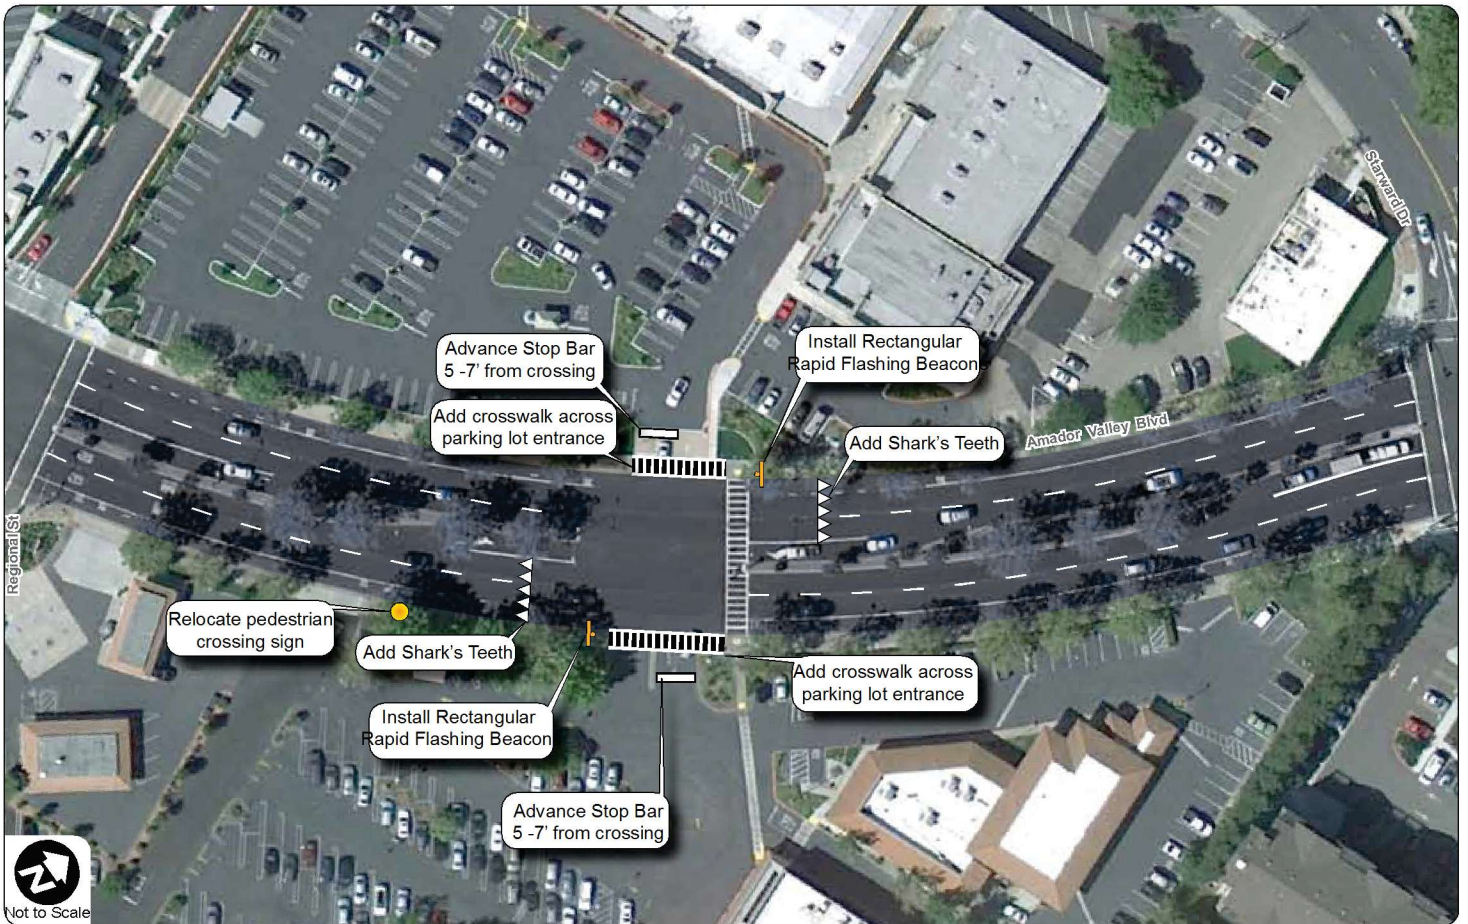 Starward Dr
Advance Stop Bar
5 -7' from crossing
Install Rectangular
Rapid Flashing Beacon
Add crosswalk across
parking lot entrance
Amador Valley Blvd
Add Shark's Teeth
Regional St
Relocate pedestrian
crossing sign
Add Shark's Teeth
Add crosswalk across
parking lot entrance
Install Rectangular
Rapid Flashing Beacon
Advance Stop Bar
5 -7' from crossing
N
Not to Scale